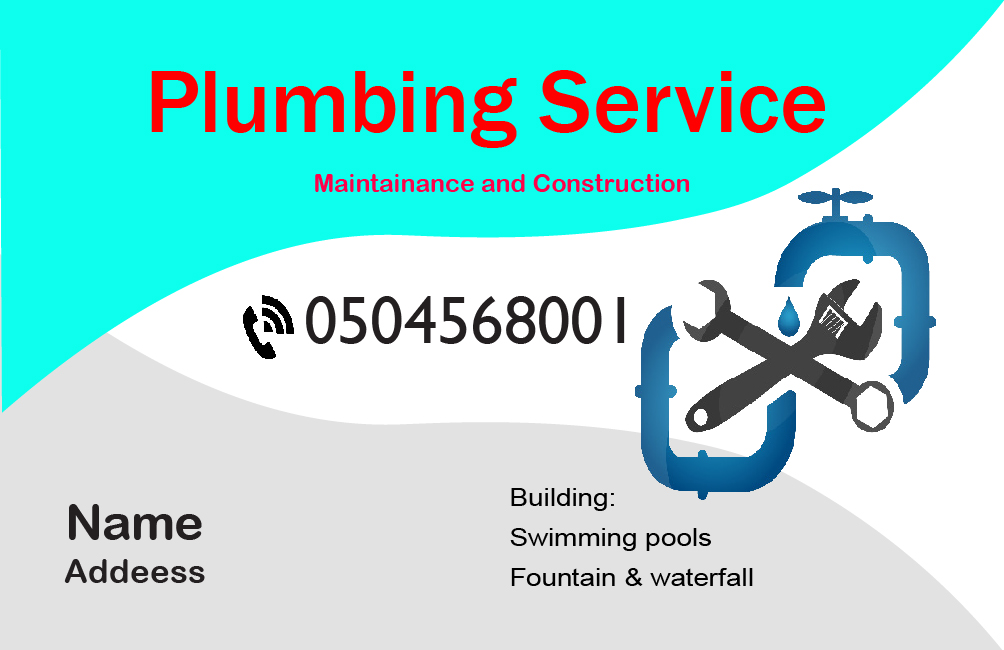 Plumbing Service
Maintainance and Construction
0504568001
Name
Addeess
Building:
Swimming pools
Fountain & waterfall